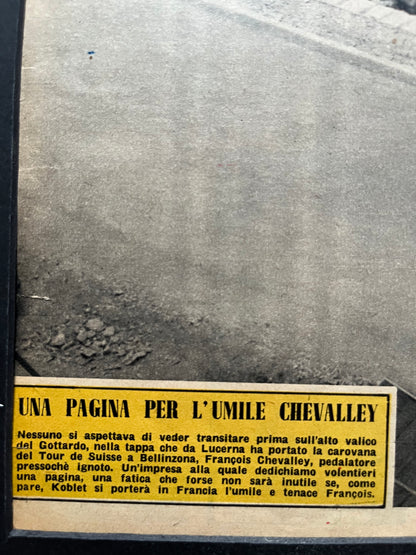 UNA PAGINA PER L'UMILE CHEVALLEY
Nessuno si aspettava di veder transitare prima sull'alto valico
del Gottardo, nella tappa che da Lucerna ha portato la carovana
del Tour de Suisse a Bellinzona, François Chevalley, pedalatore
pressochè ignoto. Un'impresa alla quale dedichiamo volentieri
una pagina, una fatica che forse non sarà inutile se, come
pare, Koblet si porterà in Francia l'umile e tenace François.